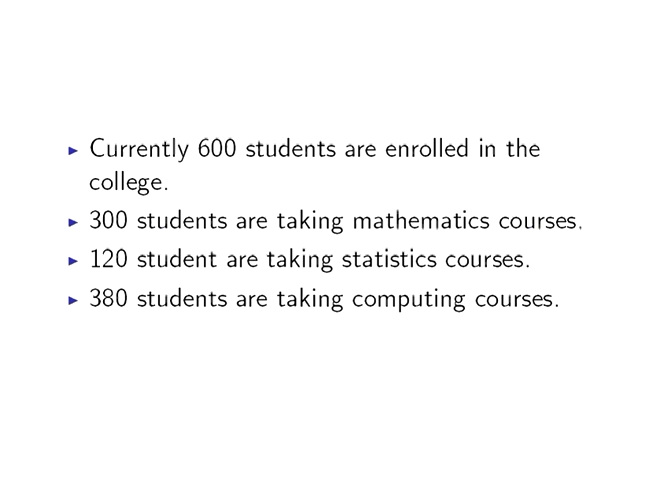 ▶ Currently 600 students are enrolled in the
college.
▶ 300 students are taking mathematics courses.
▶ 120 student are taking statistics courses.
▶ 380 students are taking computing courses.